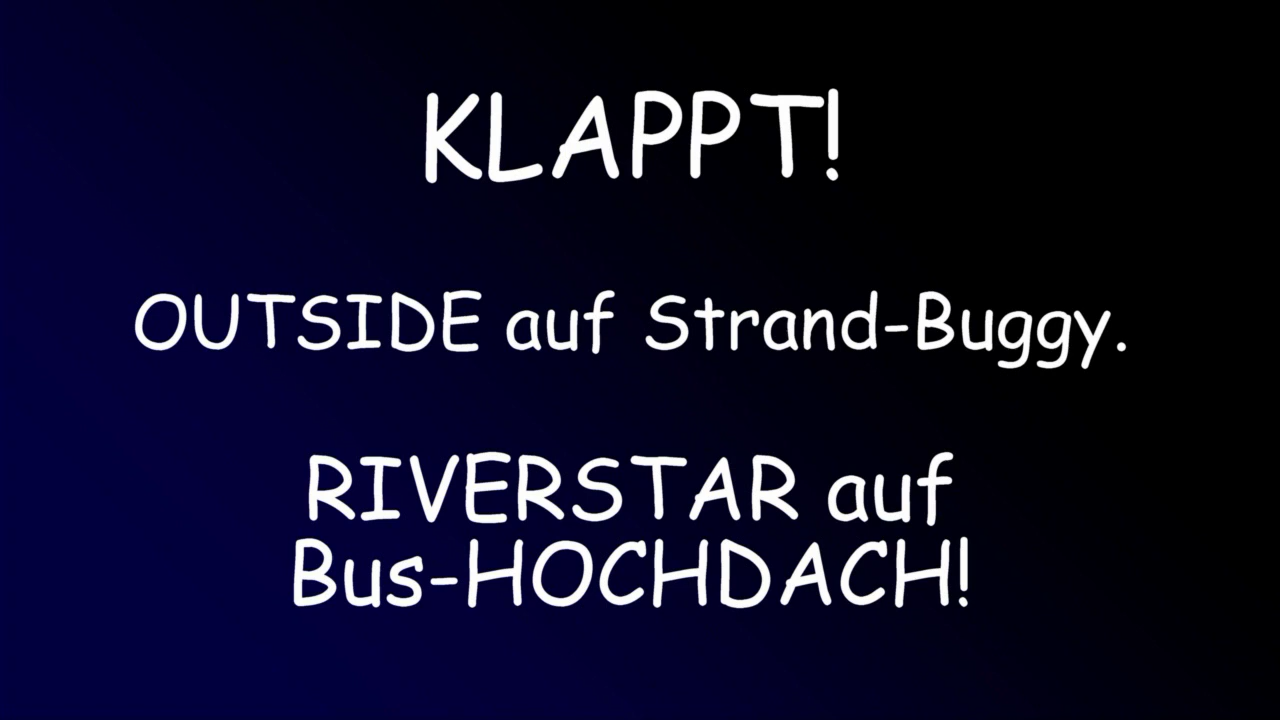 KLAPPT!
OUTSIDE auf Strand-Buggy.
RIVERSTAR auf
Bus-HOCHDACH!